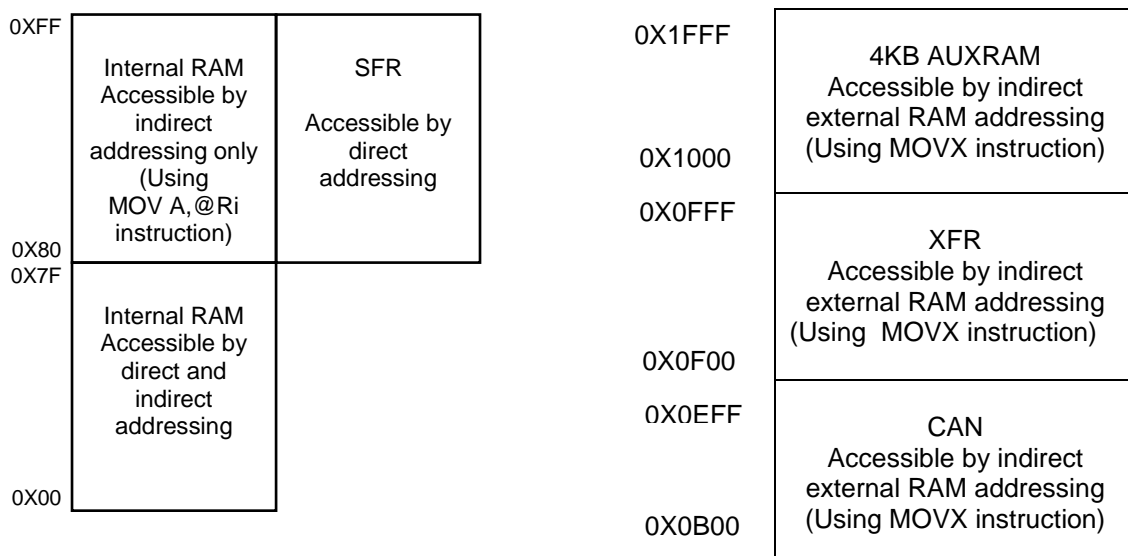 0XFF
Internal RAM
Accessible by
indirect
addressing only
(Using
MOV A,@Ri
instruction)
0X80
SFR
Accessible by
direct
addressing
0X7F
Internal RAM
Accessible by
direct and
indirect
addressing
0X00
0X1FFF
4KB AUXRAM
Accessible by indirect
external RAM addressing
(Using MOVX instruction)
0X1000
0X0FFF
XFR
Accessible by indirect
external RAM addressing
(Using MOVX instruction)
0X0F00
0X0EFF
CAN
Accessible by indirect
external RAM addressing
(Using MOVX instruction)
0X0B00